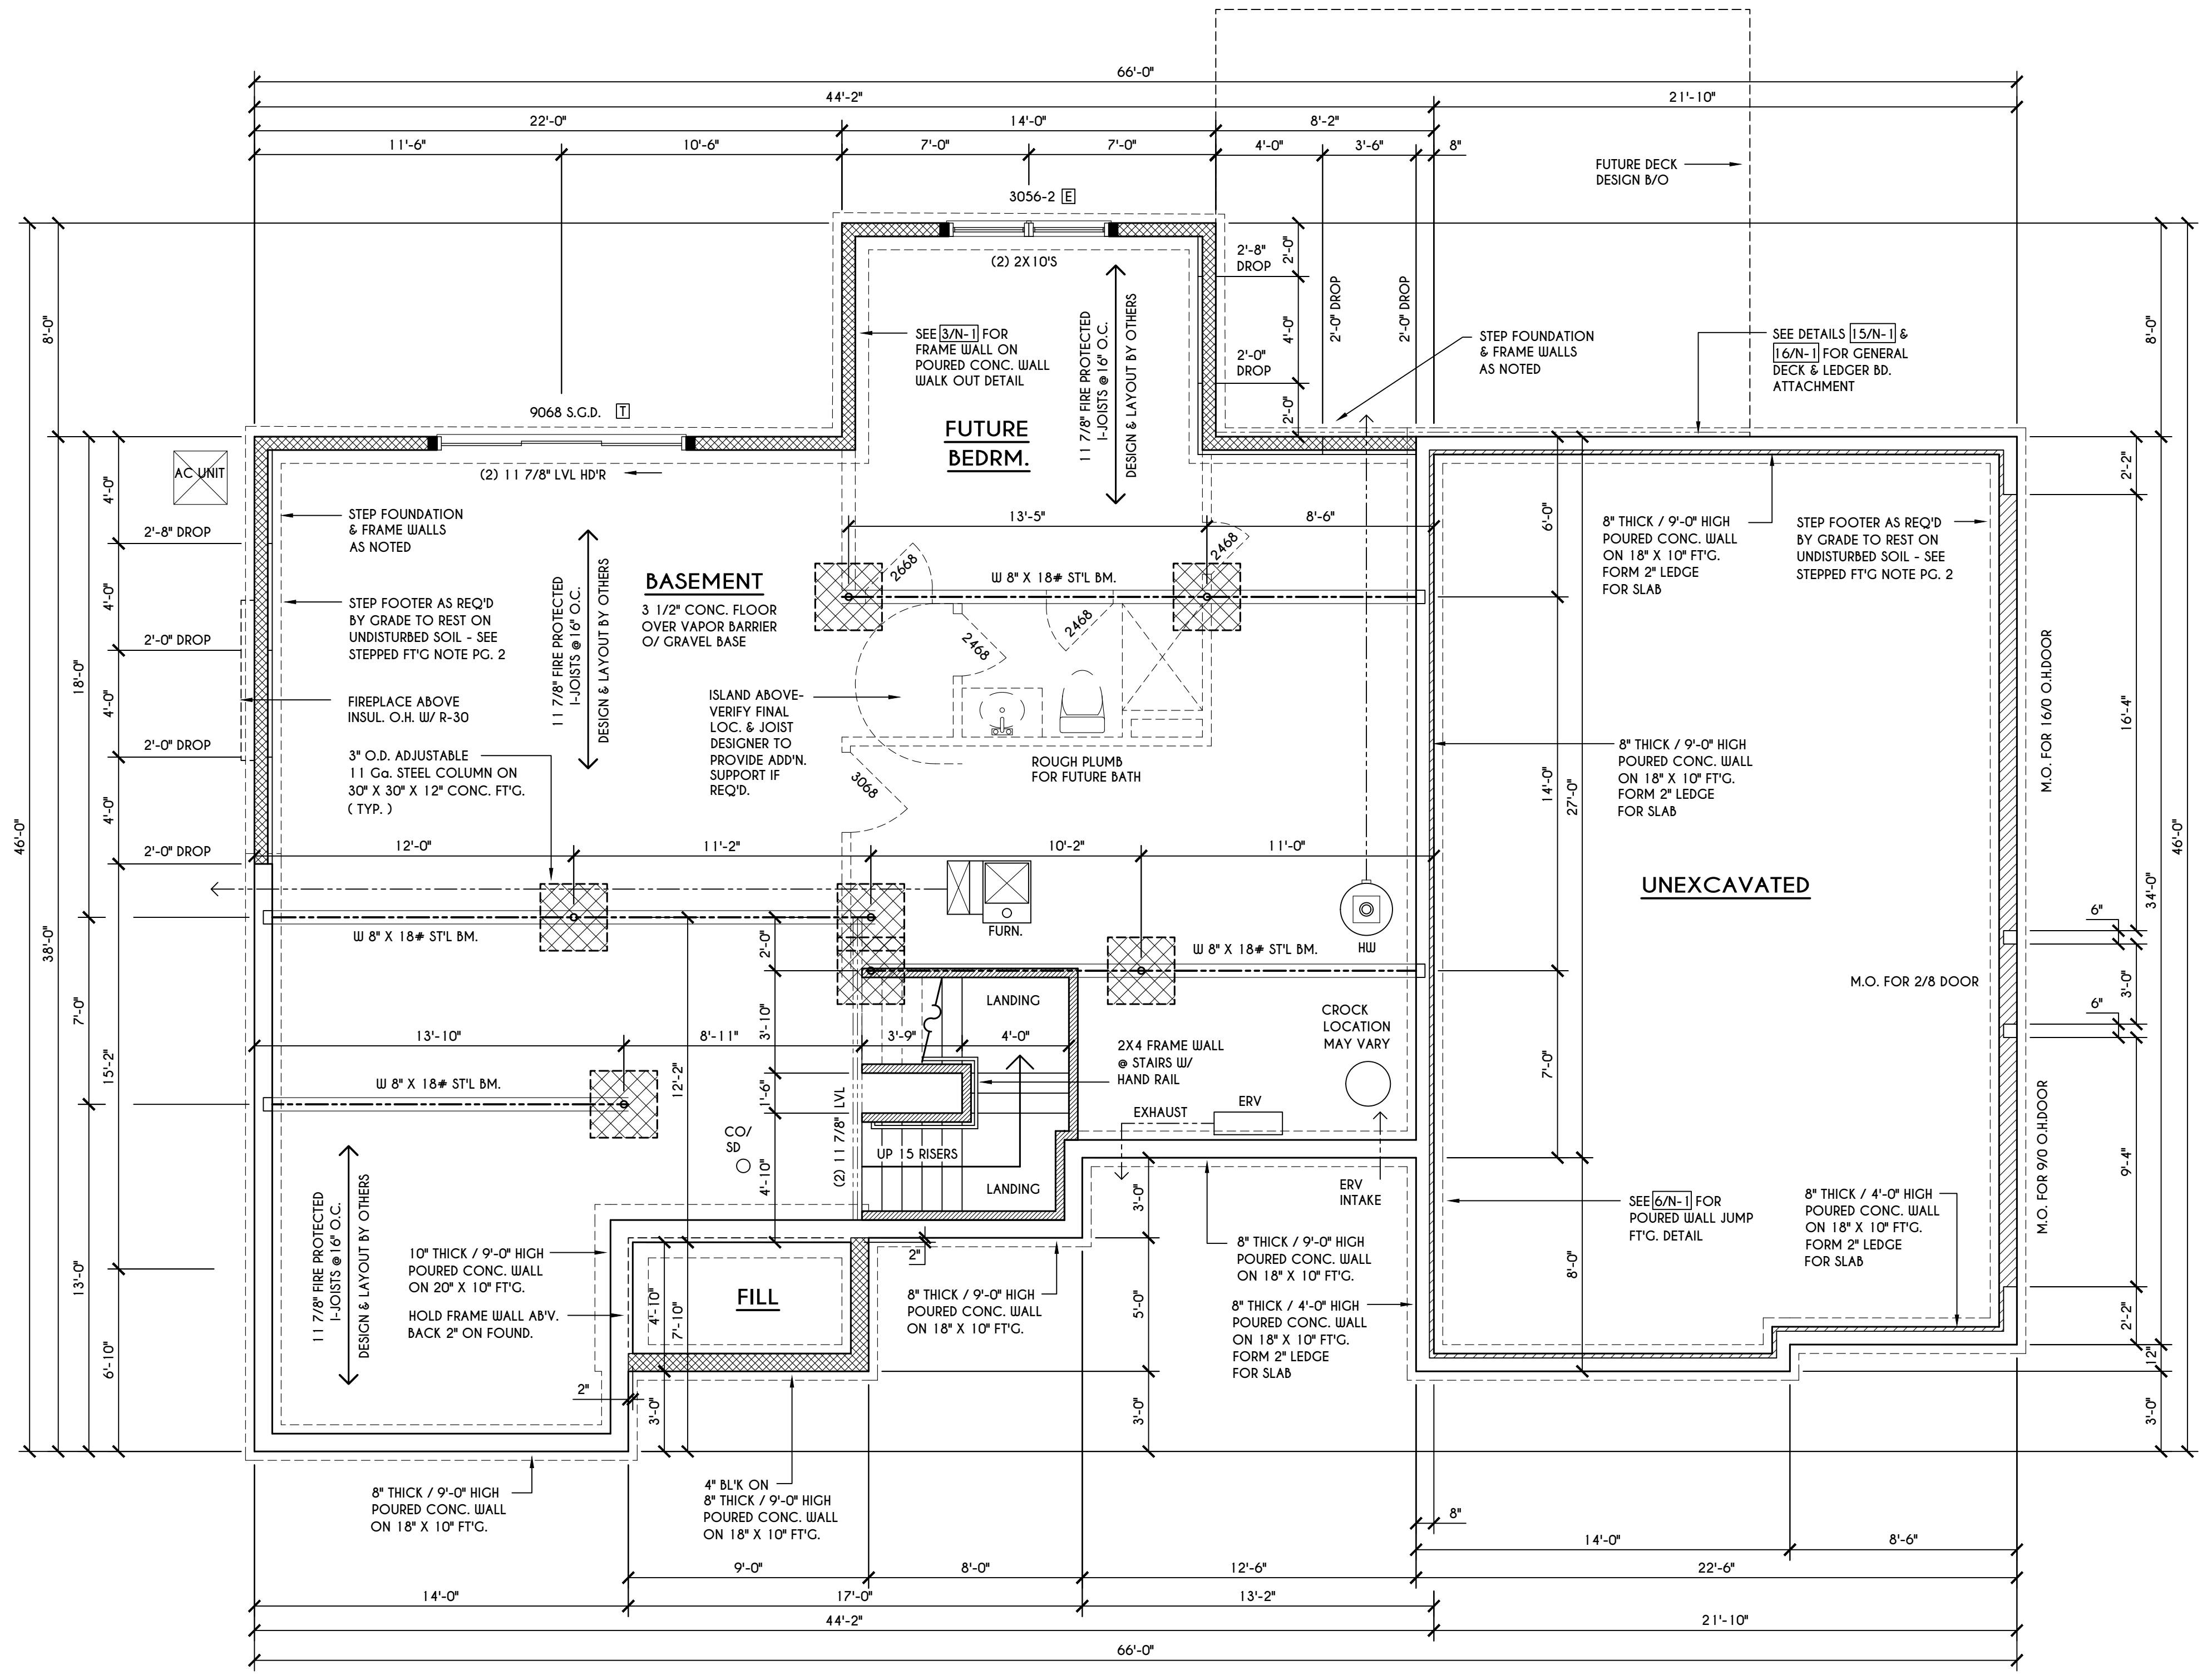 66'-0"
44'-2"
21'-10"
22'-0"
14'-0"
8'-2"
11'-6"
10'-6"
7'-0"
7'-0"
4'-0"
3'-6"
8"
FUTURE DECK
DESIGN B/O
3056-2 E
(2) 2X10'S
2'-8"
DROP
2'-0"
4'-0"
2'-0"
DROP
2'-0"
2'-0" DROP
2'-0" DROP
STEP FOUNDATION
& FRAME WALLS
AS NOTED
SEE DETAILS 15/N-1 &
16/N-1 FOR GENERAL
DECK & LEDGER BD.
ATTACHMENT
SEE 3/N-1 FOR
FRAME WALL ON
POURED CONC. WALL
WALK OUT DETAIL
11 7/8" FIRE PROTECTED
I-JOISTS @ 16" O.C.
DESIGN & LAYOUT BY OTHERS
FUTURE
BEDRM.
9068 S.G.D. T
(2) 11 7/8" LVL HD'R
AC UNIT
8'-0"
46'-0"
38'-0"
18'-0"
7'-0"
13'-0"
4'-0"
2'-8" DROP
4'-0"
2'-0" DROP
4'-0"
2'-0" DROP
4'-0"
2'-0" DROP
15'-2"
6'-10"
STEP FOUNDATION
& FRAME WALLS
AS NOTED
STEP FOOTER AS REQ'D
BY GRADE TO REST ON
UNDISTURBED SOIL - SEE
STEPPED FT'G NOTE PG. 2
FIREPLACE ABOVE
INSUL. O.H. W/ R-30
3" O.D. ADJUSTABLE
11 Ga. STEEL COLUMN ON
30" X 30" X 12" CONC. FT'G.
( TYP. )
11 7/8" FIRE PROTECTED
I-JOISTS @ 16" O.C.
DESIGN & LAYOUT BY OTHERS
BASEMENT
3 1/2" CONC. FLOOR
OVER VAPOR BARRIER
O/ GRAVEL BASE
ISLAND ABOVE-
VERIFY FINAL
LOC. & JOIST
DESIGNER TO
PROVIDE ADD'N.
SUPPORT IF
REQ'D.
13'-5"
8'-6"
2668
2468
W 8" X 18# ST'L BM.
2468
2468
ROUGH PLUMB
FOR FUTURE BATH
3068
6'-0"
14'-0"
27'-0"
7'-0"
8'-0"
8" THICK / 9'-0" HIGH
POURED CONC. WALL
ON 18" X 10" FT'G.
FORM 2" LEDGE
FOR SLAB
STEP FOOTER AS REQ'D
BY GRADE TO REST ON
UNDISTURBED SOIL - SEE
STEPPED FT'G NOTE PG. 2
8" THICK / 9'-0" HIGH
POURED CONC. WALL
ON 18" X 10" FT'G.
FORM 2" LEDGE
FOR SLAB
UNEXCAVATED
M.O. FOR 16/0 O.H.DOOR
M.O. FOR 2/8 DOOR
M.O. FOR 9/0 O.H.DOOR
8'-0"
2'-2"
16'-4"
34'-0"
46'-0"
6"
3'-0"
6"
9'-4"
2'-2"
12"
3'-0"
12'-0"
11'-2"
10'-2"
11'-0"
W 8" X 18# ST'L BM.
FURN.
W 8" X 18# ST'L BM.
HW
2'-0"
3'-10"
1'-6"
4'-10"
12'-2"
13'-10"
8'-11"
3'-9"
4'-0"
W 8" X 18# ST'L BM.
LANDING
UP 15 RISERS
LANDING
(2) 11 7/8" LVL
CO/
SD
2X4 FRAME WALL
@ STAIRS W/
HAND RAIL
CROCK
LOCATION
MAY VARY
EXHAUST
ERV
ERV
INTAKE
11 7/8" FIRE PROTECTED
I-JOISTS @ 16" O.C.
DESIGN & LAYOUT BY OTHERS
10" THICK / 9'-0" HIGH
POURED CONC. WALL
ON 20" X 10" FT'G.
HOLD FRAME WALL AB'V.
BACK 2" ON FOUND.
2"
3'-0"
4'-10"
7'-10"
FILL
2"
8" THICK / 9'-0" HIGH
POURED CONC. WALL
ON 18" X 10" FT'G.
3'-0"
5'-0"
3'-0"
8" THICK / 9'-0" HIGH
POURED CONC. WALL
ON 18" X 10" FT'G.
8" THICK / 4'-0" HIGH
POURED CONC. WALL
ON 18" X 10" FT'G.
FORM 2" LEDGE
FOR SLAB
SEE 6/N-1 FOR
POURED WALL JUMP
FT'G. DETAIL
8" THICK / 4'-0" HIGH
POURED CONC. WALL
ON 18" X 10" FT'G.
FORM 2" LEDGE
FOR SLAB
8" THICK / 9'-0" HIGH
POURED CONC. WALL
ON 18" X 10" FT'G.
4" BL'K ON
8" THICK / 9'-0" HIGH
POURED CONC. WALL
ON 18" X 10" FT'G.
8"
14'-0"
8'-6"
9'-0"
8'-0"
12'-6"
22'-6"
14'-0"
17'-0"
13'-2"
44'-2"
21'-10"
66'-0"